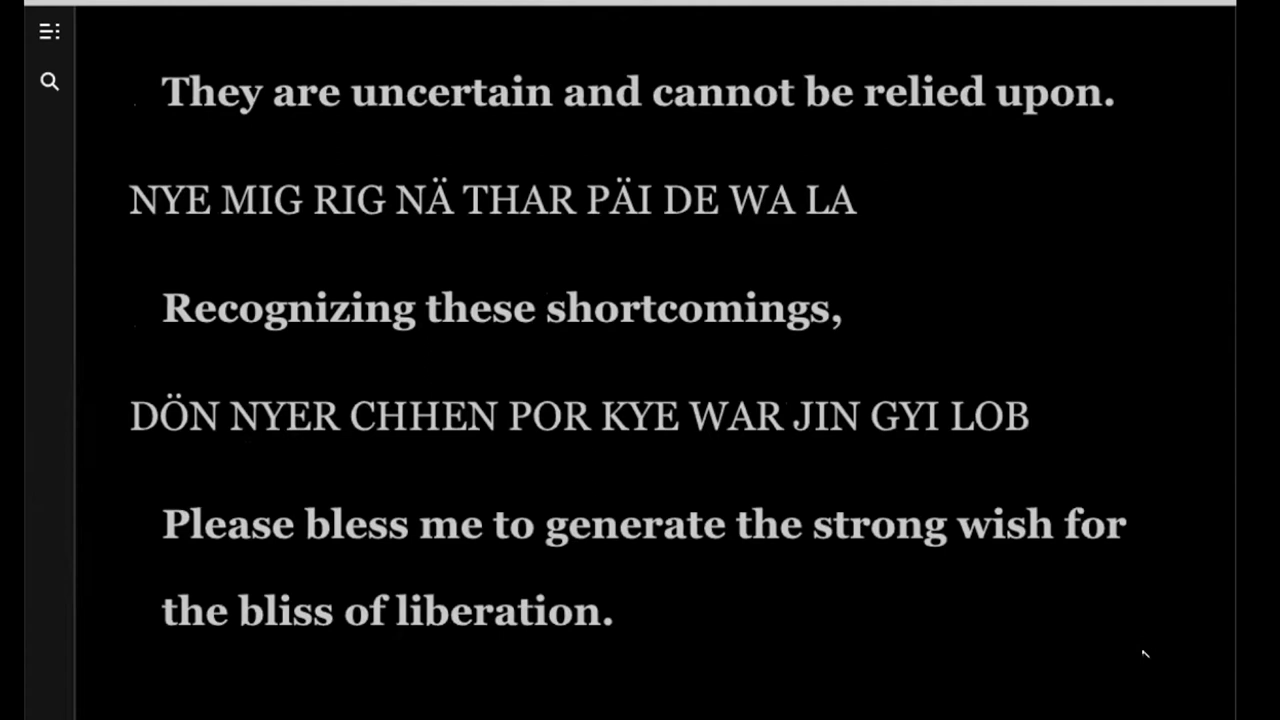 They are uncertain and cannot be relied upon.
NYE MIG RIG NÄ THAR PÄI DE WA LA
Recognizing these shortcomings,
DÖN NYER CHHEN POR KYE WAR JIN GYI LOB
Please bless me to generate the strong wish for
the bliss of liberation.